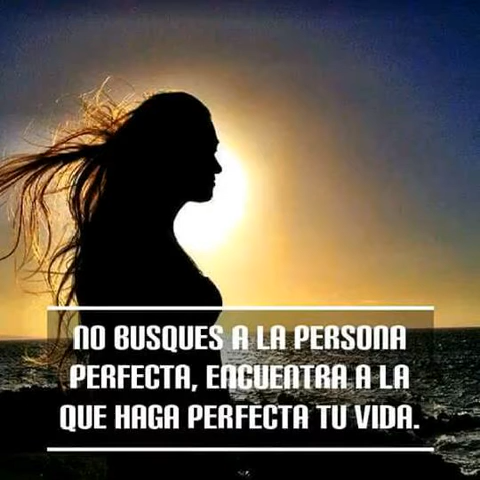 NO BUSQUES A LA PERSONA
PERFECTA, ENCUENTRA A LA
QUE HAGA PERFECTA TU VIDA.